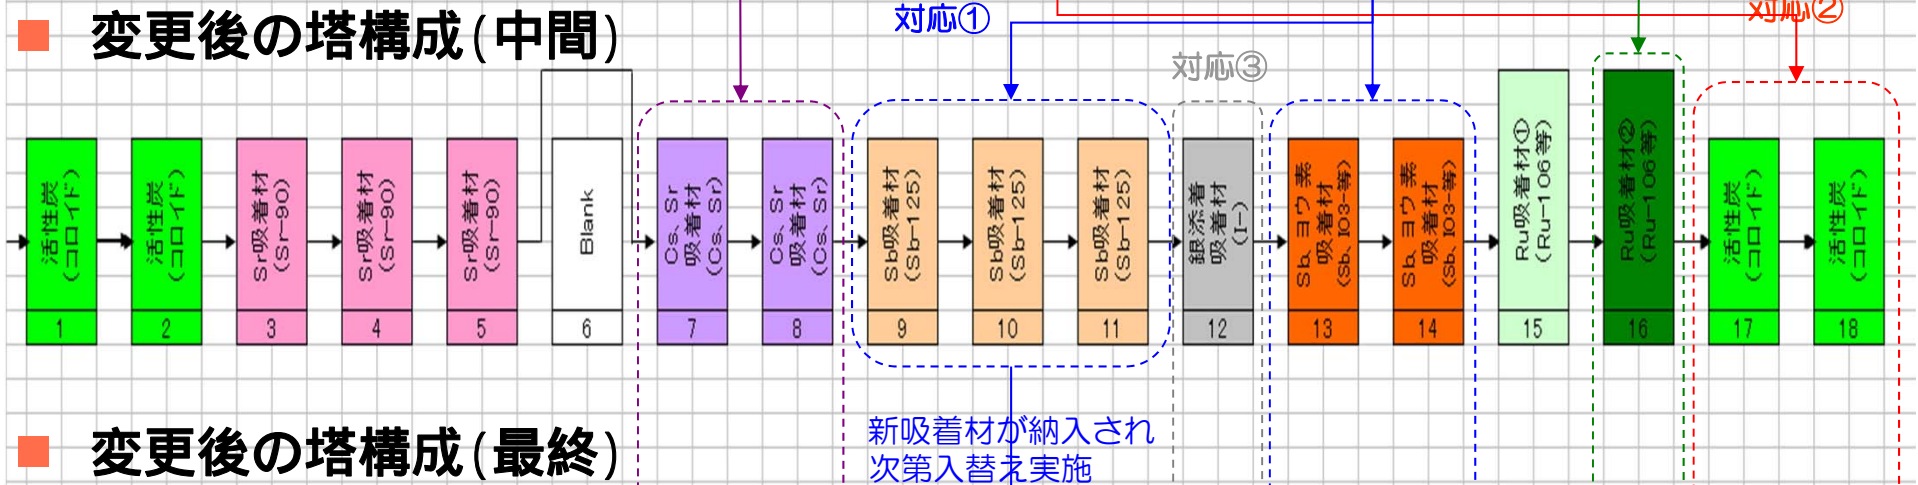 変更後の塔構成(中間)
対応①
対応②
対応③
活性炭
(コロイド)
1
活性炭
(コロイド)
2
Sr吸着材
(Sr-90)
3
Sr吸着材
(Sr-90)
4
Sr吸着材
(Sr-90)
5
Blank
6
Cs、Sr
吸着材
(Cs、Sr)
7
Cs、Sr
吸着材
(Cs、Sr)
8
Sb吸着材
(Sb-125)
9
Sb吸着材
(Sb-125)
10
Sb吸着材
(Sb-125)
11
銀添着
吸着材
(I-)
12
Sb、ヨウ素
吸着材
(Sb、IO3-等)
13
Sb、ヨウ素
吸着材
(Sb、IO3-等)
14
Ru吸着材①
(Ru-106等)
15
Ru吸着材②
(Ru-106等)
16
活性炭
(コロイド)
17
活性炭
(コロイド)
18
新吸着材が納入され
次第入替え実施
変更後の塔構成(最終)